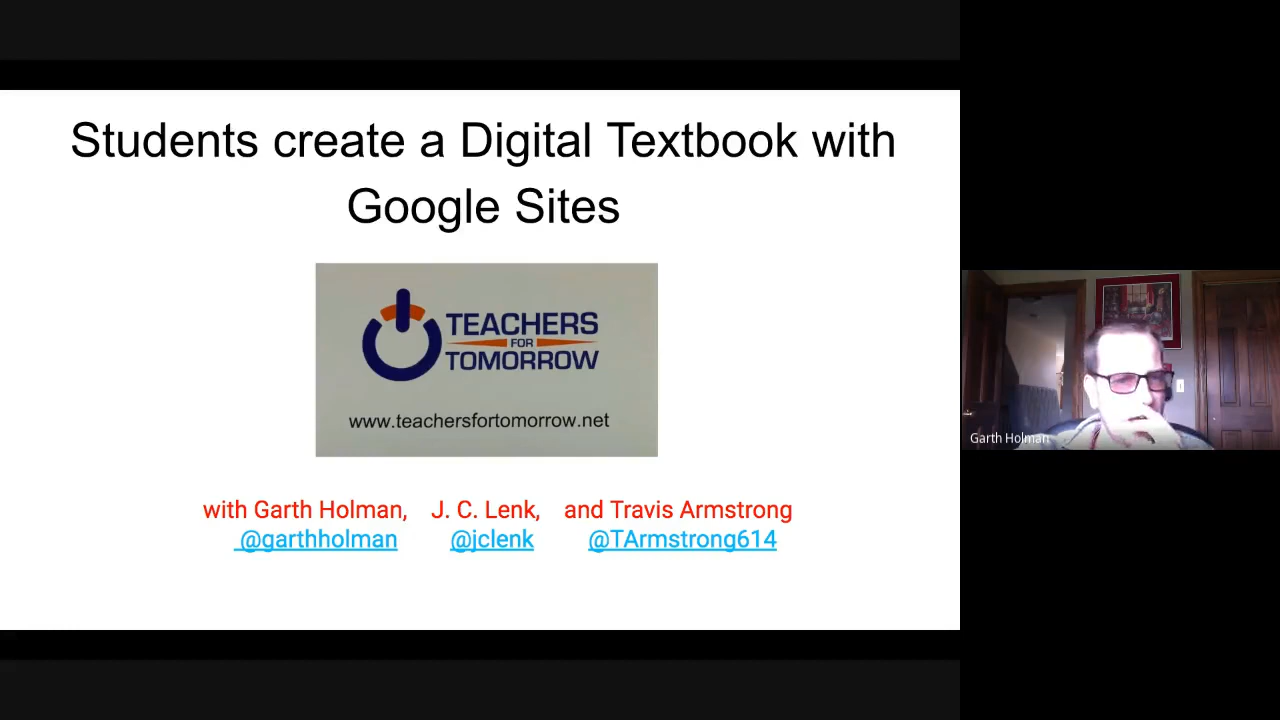 Students create a Digital Textbook with
Google Sites
TEACHERS
FOR
TOMORROW
www.teachersfortomorrow.net
with Garth Holman, J. C. Lenk, and Travis Armstrong
@garthholman @jclenk @TArmstrong614
Garth Holman